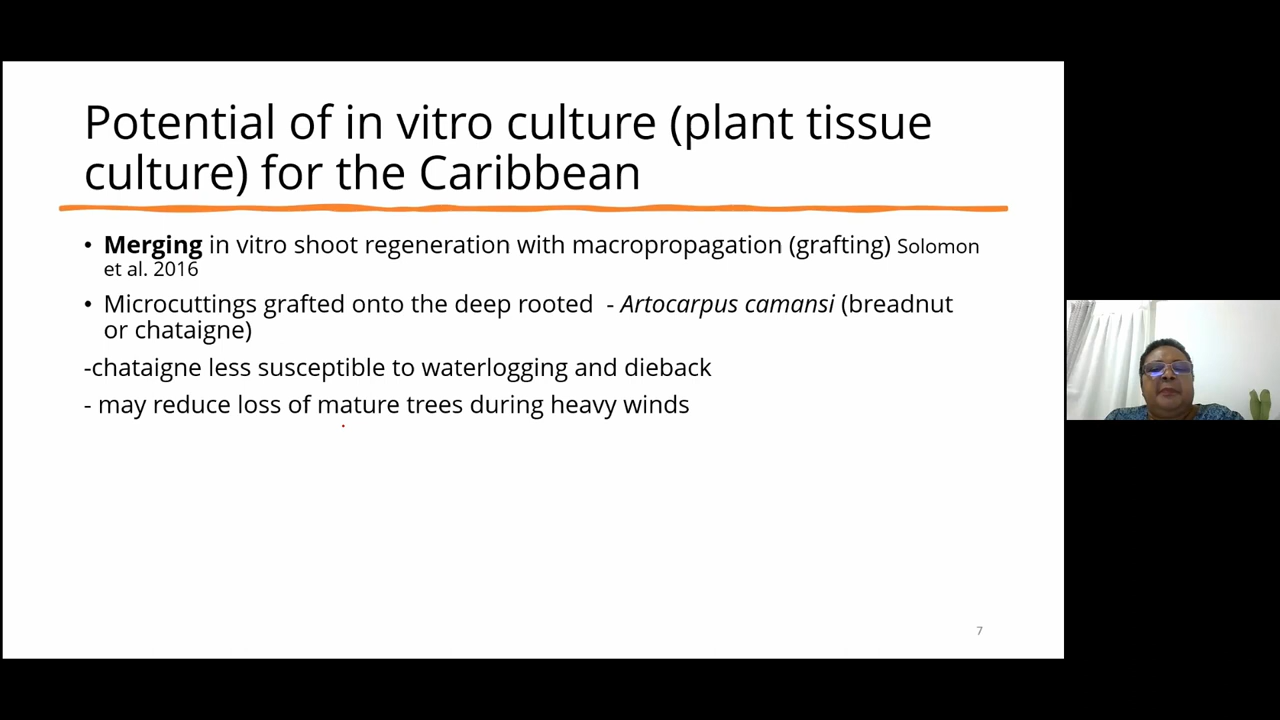 Potential of in vitro culture (plant tissue
culture) for the Caribbean
• Merging in vitro shoot regeneration with macropropagation (grafting) Solomon
et al. 2016
• Microcuttings grafted onto the deep rooted - Artocarpus camansi (breadnut
or chataigne)
-chataigne less susceptible to waterlogging and dieback
- may reduce loss of mature trees during heavy winds
7